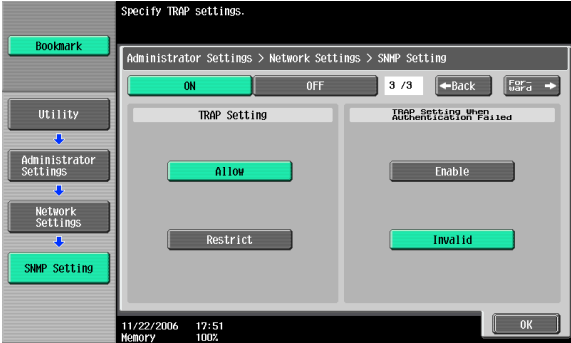 Specify TRAP settings.
Bookmark
Administrator Settings > Network Settings > SNMP Setting
ON
OFF
3 /3
←Back
For-
ward →
Utility
Administrator
Settings
Network
Settings
SNMP Setting
TRAP Setting
Allow
Restrict
TRAP Setting When
Authentication Failed
Enable
Invalid
11/22/2006 17:51
Memory 100%
OK